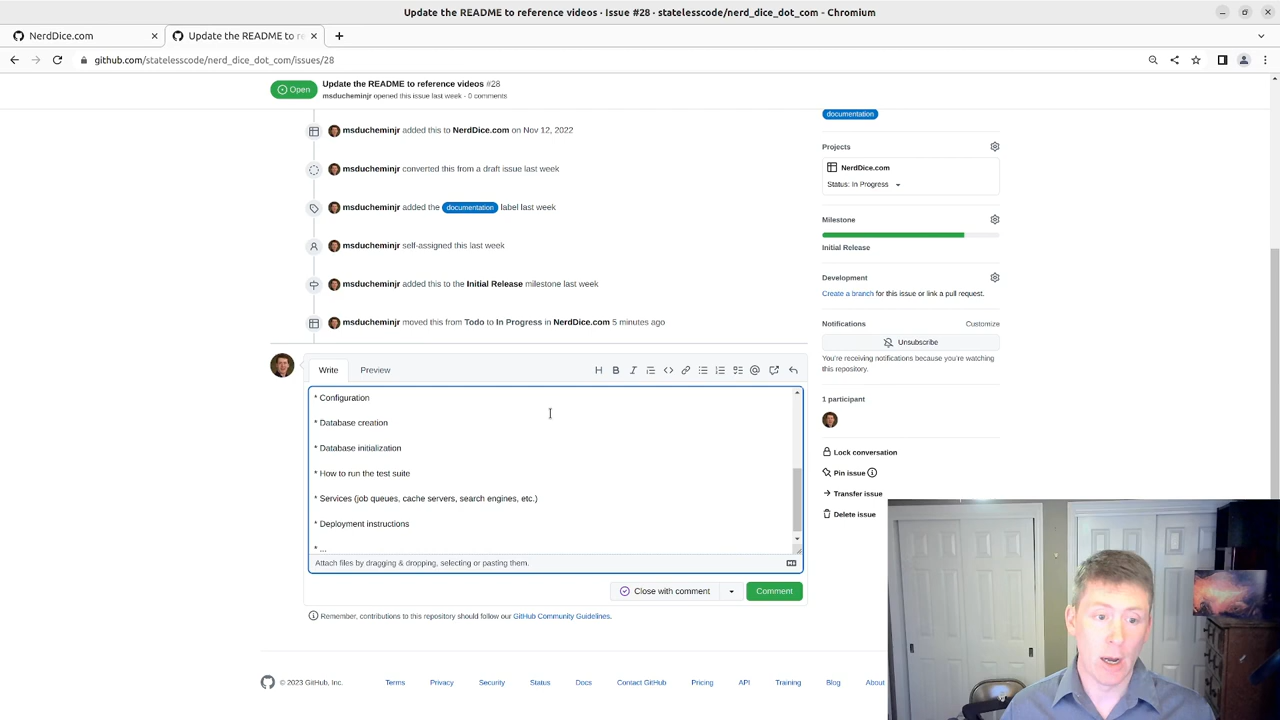 Update the README to reference videos · Issue #28 · statelesscode/nerd_dice_dot_com - Chromium
NerdDice.com
Update the README to re
github.com/statelesscode/nerd_dice_dot_com/issues/28
Open
Update the README to reference videos #28
msducheminjr opened this issue last week · 0 comments
documentation
msducheminjr added this to NerdDice.com on Nov 12, 2022
msducheminjr converted this from a draft issue last week
msducheminjr added the documentation label last week
msducheminjr self-assigned this last week
msducheminjr added this to the Initial Release milestone last week
msducheminjr moved this from Todo to In Progress in NerdDice.com 5 minutes ago
Write
Preview
* Configuration
* Database creation
* Database initialization
* How to run the test suite
* Services (job queues, cache servers, search engines, etc.)
* Deployment instructions
* ...
Attach files by dragging & dropping, selecting or pasting them.
Close with comment
Comment
Remember, contributions to this repository should follow our GitHub Community Guidelines.
Projects
NerdDice.com
Status: In Progress
Milestone
Initial Release
Development
Create a branch for this issue or link a pull request.
Notifications
Customize
Unsubscribe
You're receiving notifications because you're watching
this repository.
1 participant
Lock conversation
Pin issue
Transfer issue
Delete issue
© 2023 GitHub, Inc.
Terms
Privacy
Security
Status
Docs
Contact GitHub
Pricing
API
Training
Blog
About